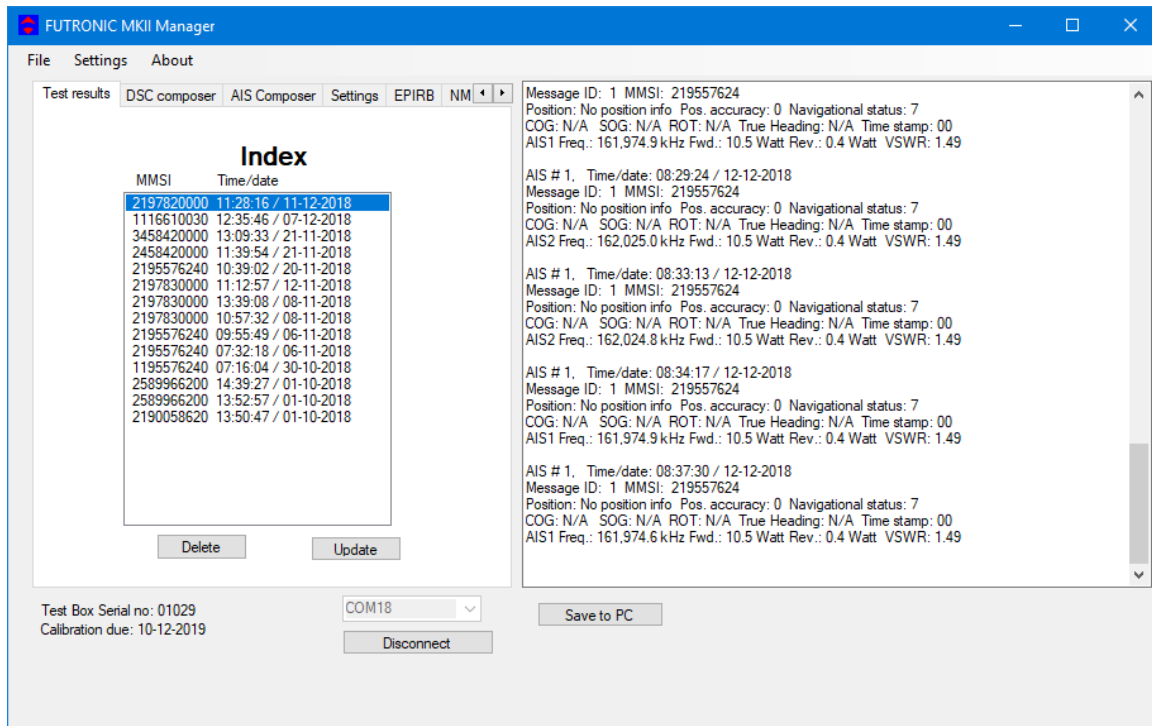 FUTRONIC MKII Manager
File Settings About
Test results DSC composer AIS Composer Settings EPIRB NM
Index
MMSI Time/date
2197820000 11:28:16 / 11-12-2018
1116610030 12:35:46 / 07-12-2018
3458420000 13:09:33 / 21-11-2018
2458420000 11:39:54 / 21-11-2018
2195576240 10:39:02 / 20-11-2018
2197830000 11:12:57 / 12-11-2018
2197830000 13:39:08 / 08-11-2018
2197830000 10:57:32 / 08-11-2018
2195576240 09:55:49 / 06-11-2018
2195576240 07:32:18 / 06-11-2018
1195576240 07:16:04 / 30-10-2018
2589966200 14:39:27 / 01-10-2018
2589966200 13:52:57 / 01-10-2018
2190058620 13:50:47 / 01-10-2018
Delete Update
Message ID: 1 MMSI: 219557624
Position: No position info Pos. accuracy: 0 Navigational status: 7
COG: N/A SOG: N/A ROT: N/A True Heading: N/A Time stamp: 00
AIS1 Freq.: 161,974.9 kHz Fwd.: 10.5 Watt Rev.: 0.4 Watt VSWR: 1.49
AIS # 1, Time/date: 08:29:24 / 12-12-2018
Message ID: 1 MMSI: 219557624
Position: No position info Pos. accuracy: 0 Navigational status: 7
COG: N/A SOG: N/A ROT: N/A True Heading: N/A Time stamp: 00
AIS2 Freq.: 162,025.0 kHz Fwd.: 10.5 Watt Rev.: 0.4 Watt VSWR: 1.49
AIS # 1, Time/date: 08:33:13 / 12-12-2018
Message ID: 1 MMSI: 219557624
Position: No position info Pos. accuracy: 0 Navigational status: 7
COG: N/A SOG: N/A ROT: N/A True Heading: N/A Time stamp: 00
AIS2 Freq.: 162,024.8 kHz Fwd.: 10.5 Watt Rev.: 0.4 Watt VSWR: 1.49
AIS # 1, Time/date: 08:34:17 / 12-12-2018
Message ID: 1 MMSI: 219557624
Position: No position info Pos. accuracy: 0 Navigational status: 7
COG: N/A SOG: N/A ROT: N/A True Heading: N/A Time stamp: 00
AIS1 Freq.: 161,974.9 kHz Fwd.: 10.5 Watt Rev.: 0.4 Watt VSWR: 1.49
AIS # 1, Time/date: 08:37:30 / 12-12-2018
Message ID: 1 MMSI: 219557624
Position: No position info Pos. accuracy: 0 Navigational status: 7
COG: N/A SOG: N/A ROT: N/A True Heading: N/A Time stamp: 00
AIS1 Freq.: 161,974.6 kHz Fwd.: 10.5 Watt Rev.: 0.4 Watt VSWR: 1.49
Test Box Serial no: 01029
Calibration due: 10-12-2019
COM18
Disconnect
Save to PC